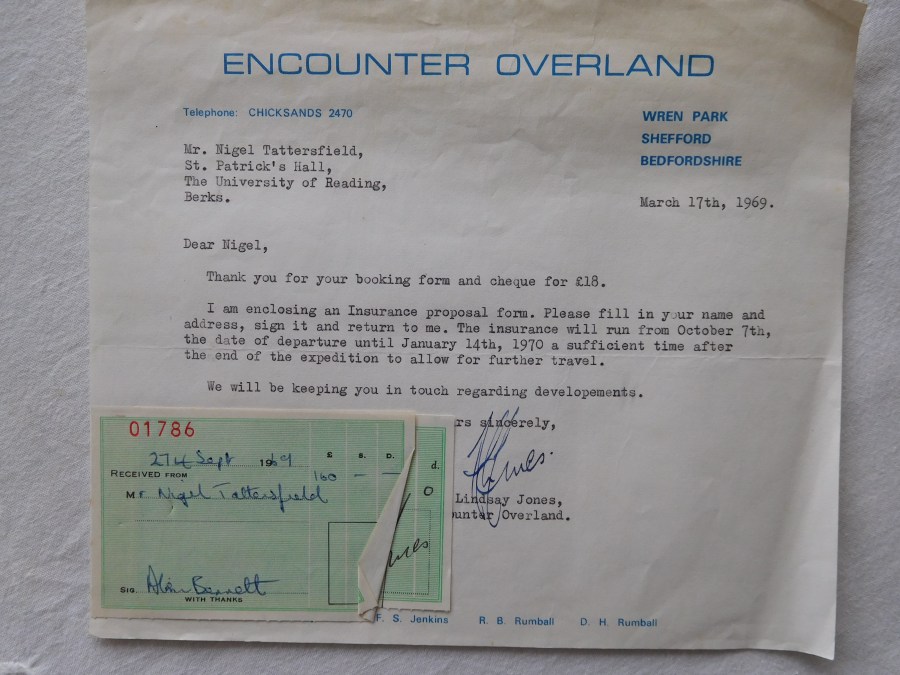 ENCOUNTER OVERLAND
Telephone: CHICKSANDS 2470
WREN PARK
SHEFFORD
BEDFORDSHIRE
Mr. Nigel Tattersfield,
St. Patrick's Hall,
The University of Reading,
Berks.
March 17th, 1969.
Dear Nigel,
Thank you for your booking form and cheque for £18.
I am enclosing an Insurance proposal form. Please fill in your name and
address, sign it and return to me. The insurance will run from October 7th,
the date of departure until January 14th, 1970 a sufficient time after
the end of the expedition to allow for further travel.
We will be keeping you in touch regarding developements.
rs sincerely,
Lindsay Jones,
unter Overland.
01786
27th Sept 1969
£ S. D.
RECEIVED FROM 160 — —
Mr Nigel Tattersfield
SIG. Alan Bennett
WITH THANKS
d.
0
F. S. Jenkins R. B. Rumball D. H. Rumball